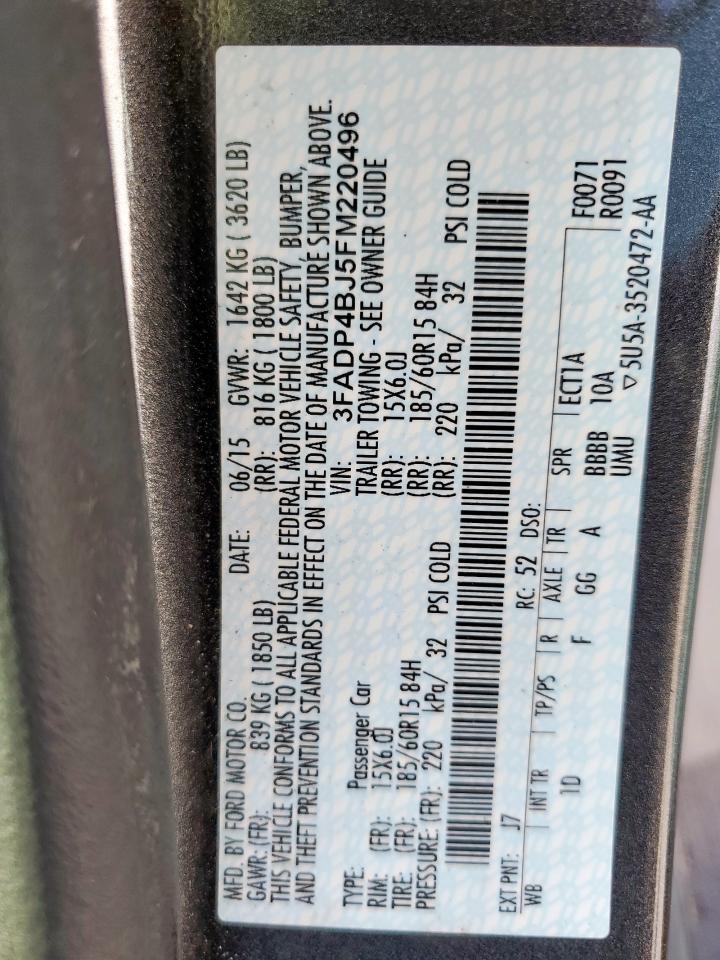 MFD. BY FORD MOTOR CO. DATE: 06/15 GVWR: 1642 KG ( 3620 LB)
GAWR: (FR): 839 KG ( 1850 LB) (RR): 816 KG ( 1800 LB)
THIS VEHICLE CONFORMS TO ALL APPLICABLE FEDERAL MOTOR VEHICLE SAFETY, BUMPER,
AND THEFT PREVENTION STANDARDS IN EFFECT ON THE DATE OF MANUFACTURE SHOWN ABOVE.
VIN: 3FADP4BJ5FM220496
TYPE: Passenger Car TRAILER TOWING - SEE OWNER GUIDE
RIM: (FR): 15X6.0J (RR): 15X6.0J
TIRE: (FR): 185/60R15 84H (RR): 185/60R15 84H
PRESSURE: (FR): 220 kPa/ 32 PSI COLD (RR): 220 kPa/ 32 PSI COLD
EXT PNT: J7 RC: 52 DSO: F0071
WB INT TR TP/PS R AXLE TR SPR ECT1A R0091
1D F GG A BBBB 10A
UMU ▽5U5A-3520472-AA